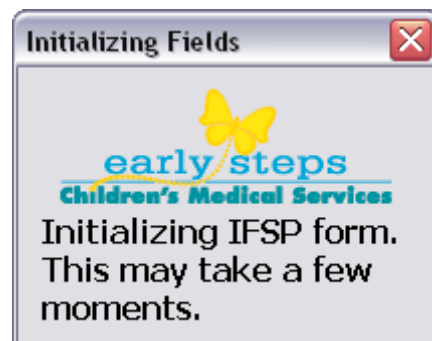 Initializing Fields
early steps
Children's Medical Services
Initializing IFSP form.
This may take a few
moments.